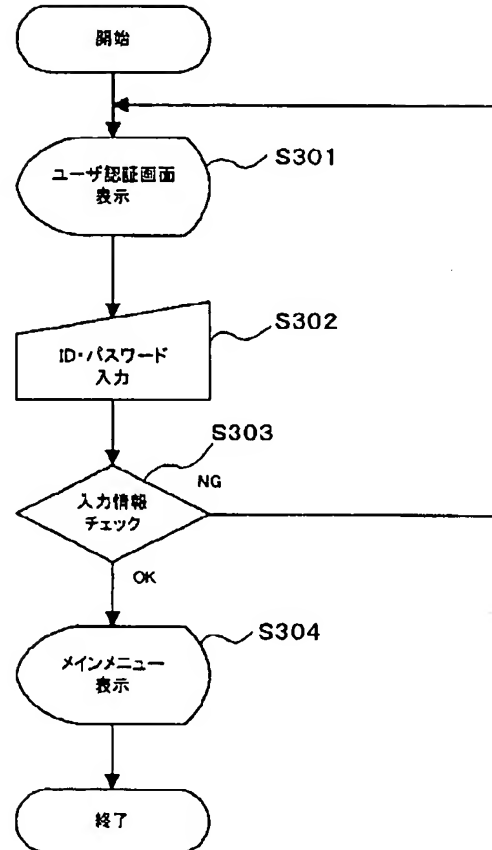 開始
ユーザ認証画面
表示
S301
ID・パスワード
入力
S302
S303
入力情報
チェック
NG
OK
メインメニュー
表示
S304
終了